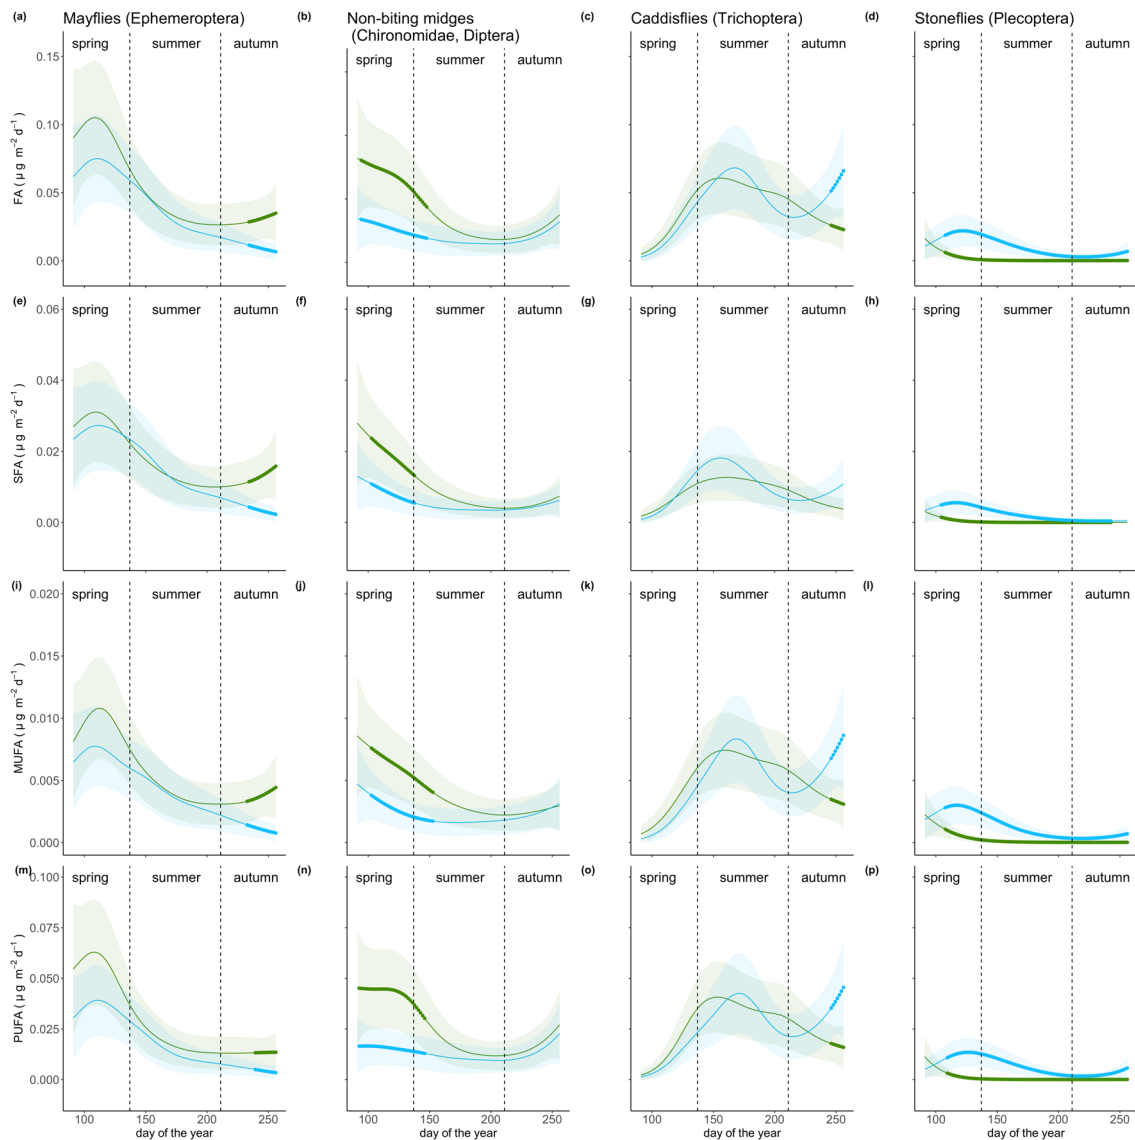 (a) Mayflies (Ephemeroptera) (b) Non-biting midges (c) Caddisflies (Trichoptera) (d) Stoneflies (Plecoptera)
(Chironomidae, Diptera)
spring summer autumn spring summer autumn spring summer autumn spring summer autumn
0.15
0.10
0.05
0.00
FA ( μ g m−2 d−1 )
(e) (f) (g) (h)
spring summer autumn spring summer autumn spring summer autumn spring summer autumn
0.06
0.04
0.02
0.00
SFA ( μ g m−2 d−1 )
(i) (j) (k) (l)
spring summer autumn spring summer autumn spring summer autumn spring summer autumn
0.020
0.015
0.010
0.005
0.000
MUFA ( μ g m−2 d−1 )
(m) (n) (o) (p)
spring summer autumn spring summer autumn spring summer autumn spring summer autumn
0.100
0.075
0.050
0.025
0.000
PUFA ( μ g m−2 d−1 )
100 150 200 250 100 150 200 250 100 150 200 250 100 150 200 250
day of the year day of the year day of the year day of the year